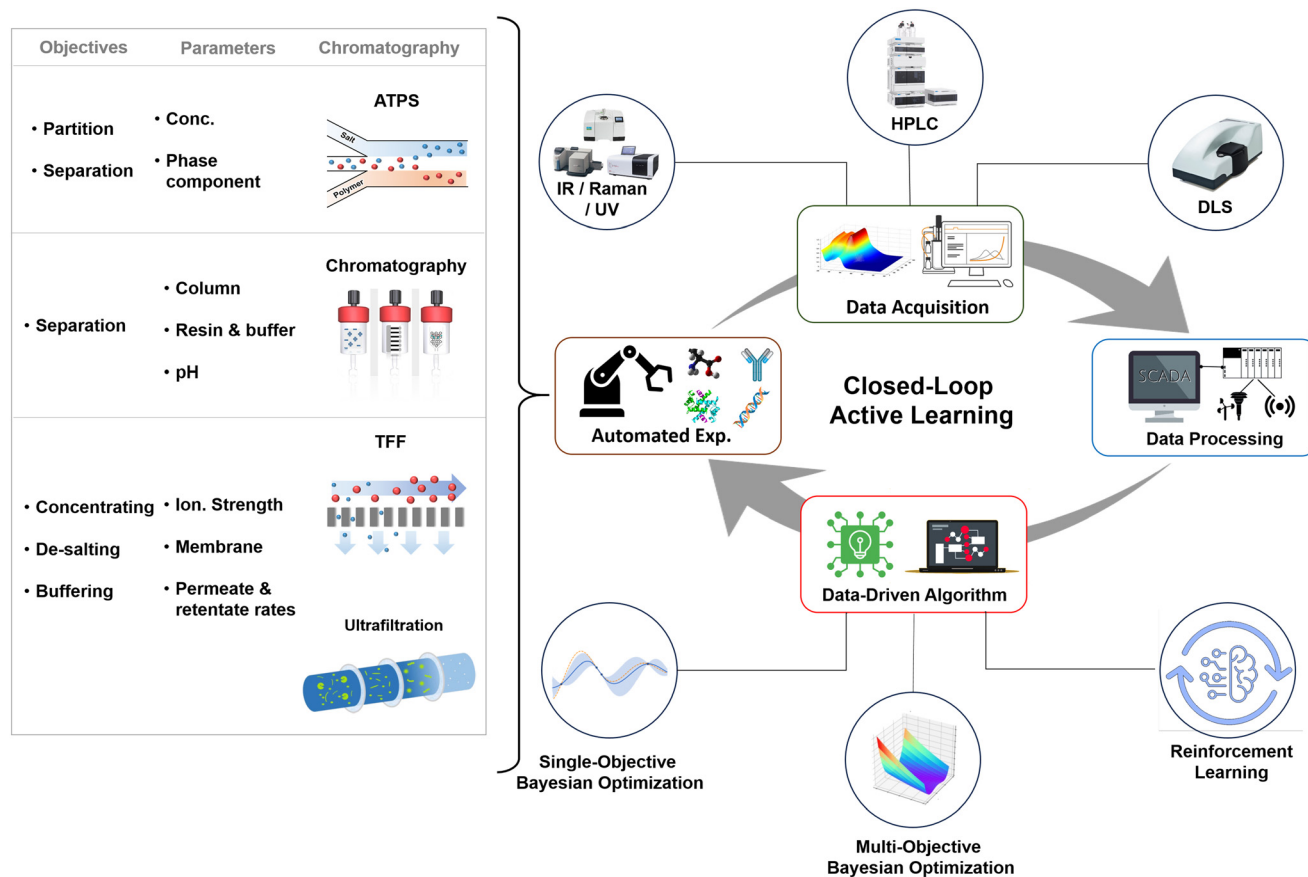 Objectives
Parameters
Chromatography
ATPS
• Partition
• Separation
• Conc.
• Phase
component
Salt
Polymer
Chromatography
• Separation
• Column
• Resin & buffer
• pH
TFF
• Concentrating
• De-salting
• Buffering
• Ion. Strength
• Membrane
• Permeate &
retentate rates
Ultrafiltration
IR / Raman
/ UV
HPLC
DLS
Data Acquisition
Automated Exp.
Closed-Loop
Active Learning
SCADA
Data Processing
Data-Driven Algorithm
Single-Objective
Bayesian Optimization
Multi-Objective
Bayesian Optimization
Reinforcement
Learning